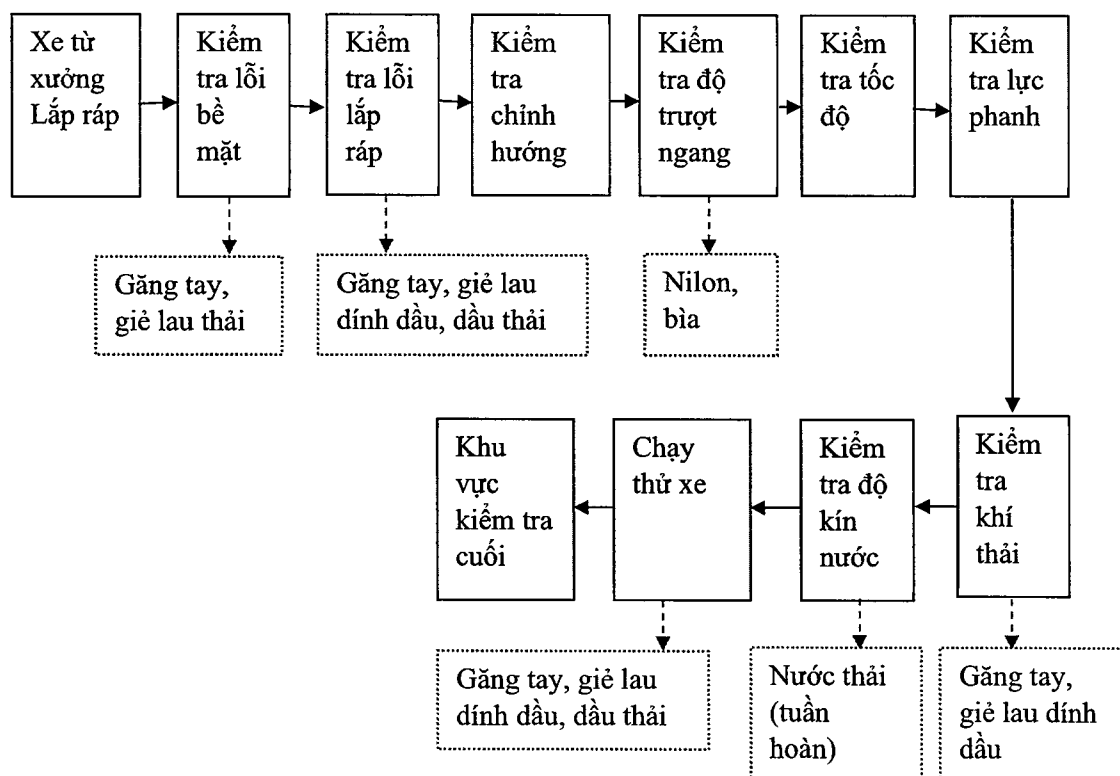 Xe từ
xưởng
Lắp ráp
Kiểm
tra lỗi
bề
mặt
Kiểm
tra lỗi
lắp
ráp
Kiểm
tra
chỉnh
hướng
Kiểm
tra độ
trượt
ngang
Kiểm
tra tốc
độ
Kiểm
tra lực
phanh
Găng tay,
giẻ lau thải
Găng tay, giẻ lau
dính dầu, dầu thải
Nilon,
bìa
Khu
vực
kiểm tra
cuối
Chạy
thử xe
Kiểm
tra độ
kín
nước
Kiểm
tra
khí
thải
Găng tay, giẻ lau
dính dầu, dầu thải
Nước thải
(tuần
hoàn)
Găng tay,
giẻ lau dính
dầu